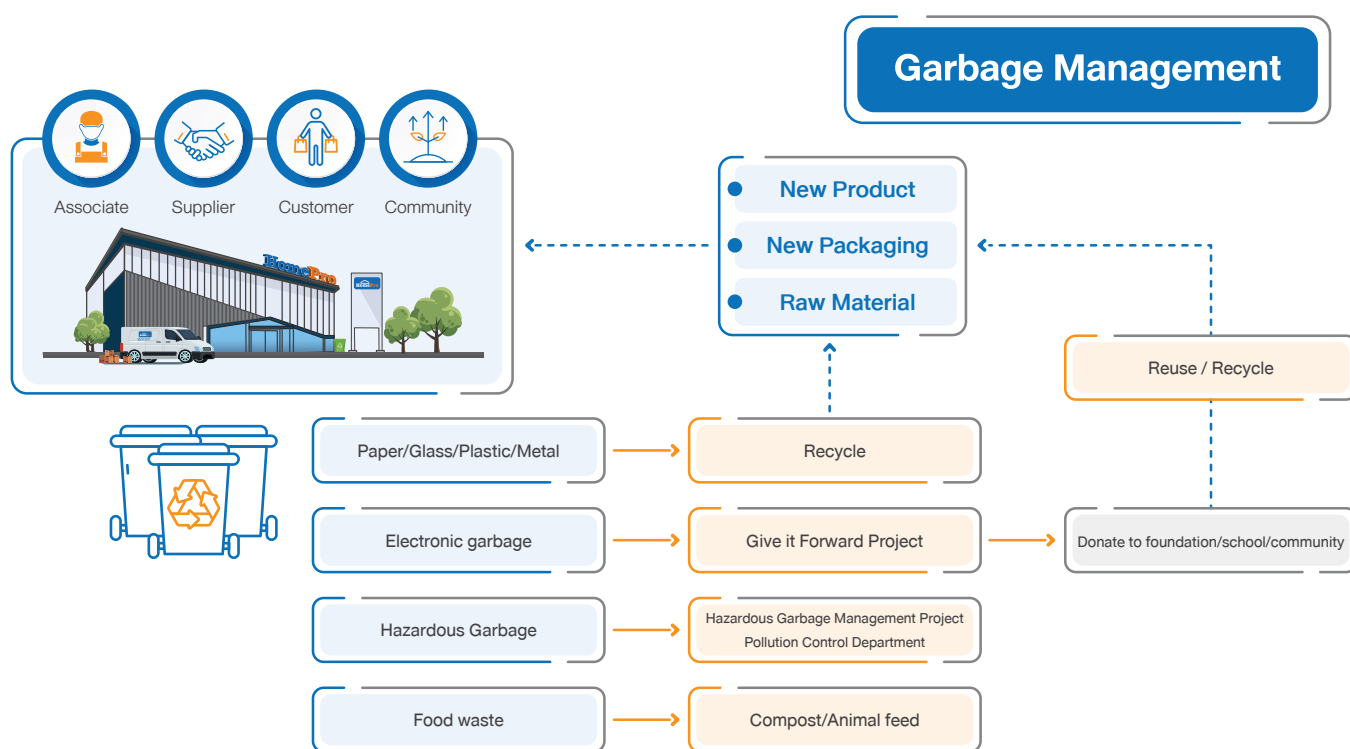 Garbage Management
Associate
Supplier
Customer
Community
HomePro
New Product
New Packaging
Raw Material
Reuse / Recycle
Paper/Glass/Plastic/Metal
Recycle
Electronic garbage
Give it Forward Project
Donate to foundation/school/community
Hazardous Garbage
Hazardous Garbage Management Project
Pollution Control Department
Food waste
Compost/Animal feed